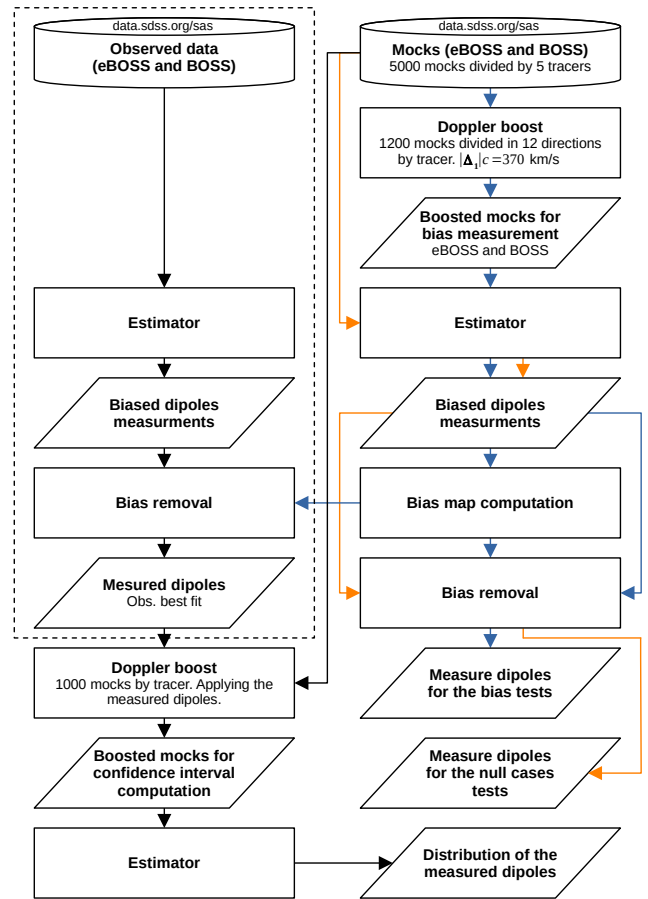 data.sdss.org/sas
Observed data
(eBOSS and BOSS)
Estimator
Biased dipoles
measurments
Bias removal
Mesured dipoles
Obs. best fit
Doppler boost
1000 mocks by tracer. Applying the
measured dipoles.
Boosted mocks for
confidence interval
computation
Estimator
data.sdss.org/sas
Mocks (eBOSS and BOSS)
5000 mocks divided by 5 tracers
Doppler boost
1200 mocks divided in 12 directions
by tracer. |Δ₁|c=370 km/s
Boosted mocks for
bias measurement
eBOSS and BOSS
Estimator
Biased dipoles
measurments
Bias map computation
Bias removal
Measure dipoles
for the bias tests
Measure dipoles
for the null cases
tests
Distribution of the
measured dipoles